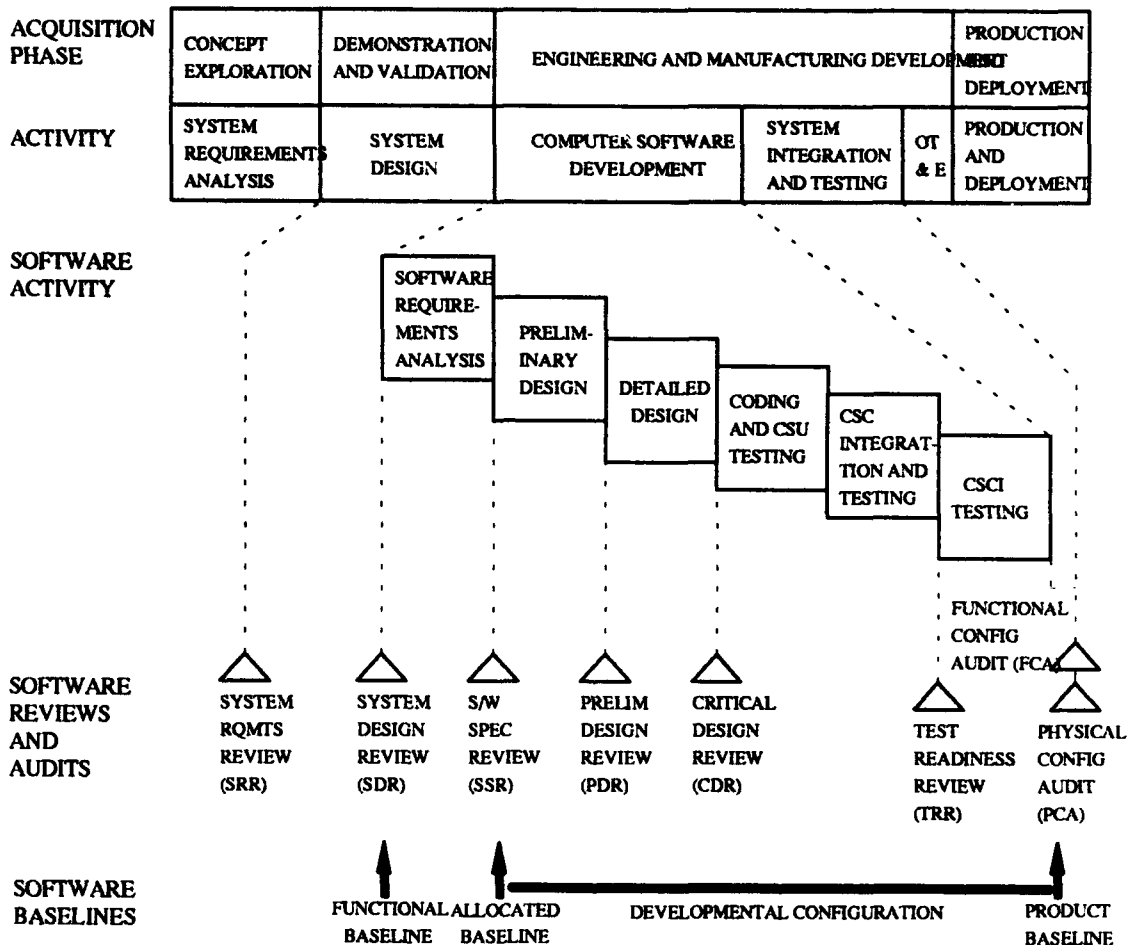 ACQUISITION
PHASE
CONCEPT
EXPLORATION
DEMONSTRATION
AND VALIDATION
ENGINEERING AND MANUFACTURING DEVELOPMENT
PRODUCTION
AND
DEPLOYMENT
ACTIVITY
SYSTEM
REQUIREMENTS
ANALYSIS
SYSTEM
DESIGN
COMPUTER SOFTWARE
DEVELOPMENT
SYSTEM
INTEGRATION
AND TESTING
OT
& E
PRODUCTION
AND
DEPLOYMENT
SOFTWARE
ACTIVITY
SOFTWARE
REQUIRE-
MENTS
ANALYSIS
PRELIM-
INARY
DESIGN
DETAILED
DESIGN
CODING
AND CSU
TESTING
CSC
INTEGRAT-
TION AND
TESTING
CSCI
TESTING
FUNCTIONAL
CONFIG
AUDIT (FCA)
SOFTWARE
REVIEWS
AND
AUDITS
SYSTEM
RQMTS
REVIEW
(SRR)
SYSTEM
DESIGN
REVIEW
(SDR)
S/W
SPEC
REVIEW
(SSR)
PRELIM
DESIGN
REVIEW
(PDR)
CRITICAL
DESIGN
REVIEW
(CDR)
TEST
READINESS
REVIEW
(TRR)
PHYSICAL
CONFIG
AUDIT
(PCA)
SOFTWARE
BASELINES
FUNCTIONAL
BASELINE
ALLOCATED
BASELINE
DEVELOPMENTAL CONFIGURATION
PRODUCT
BASELINE